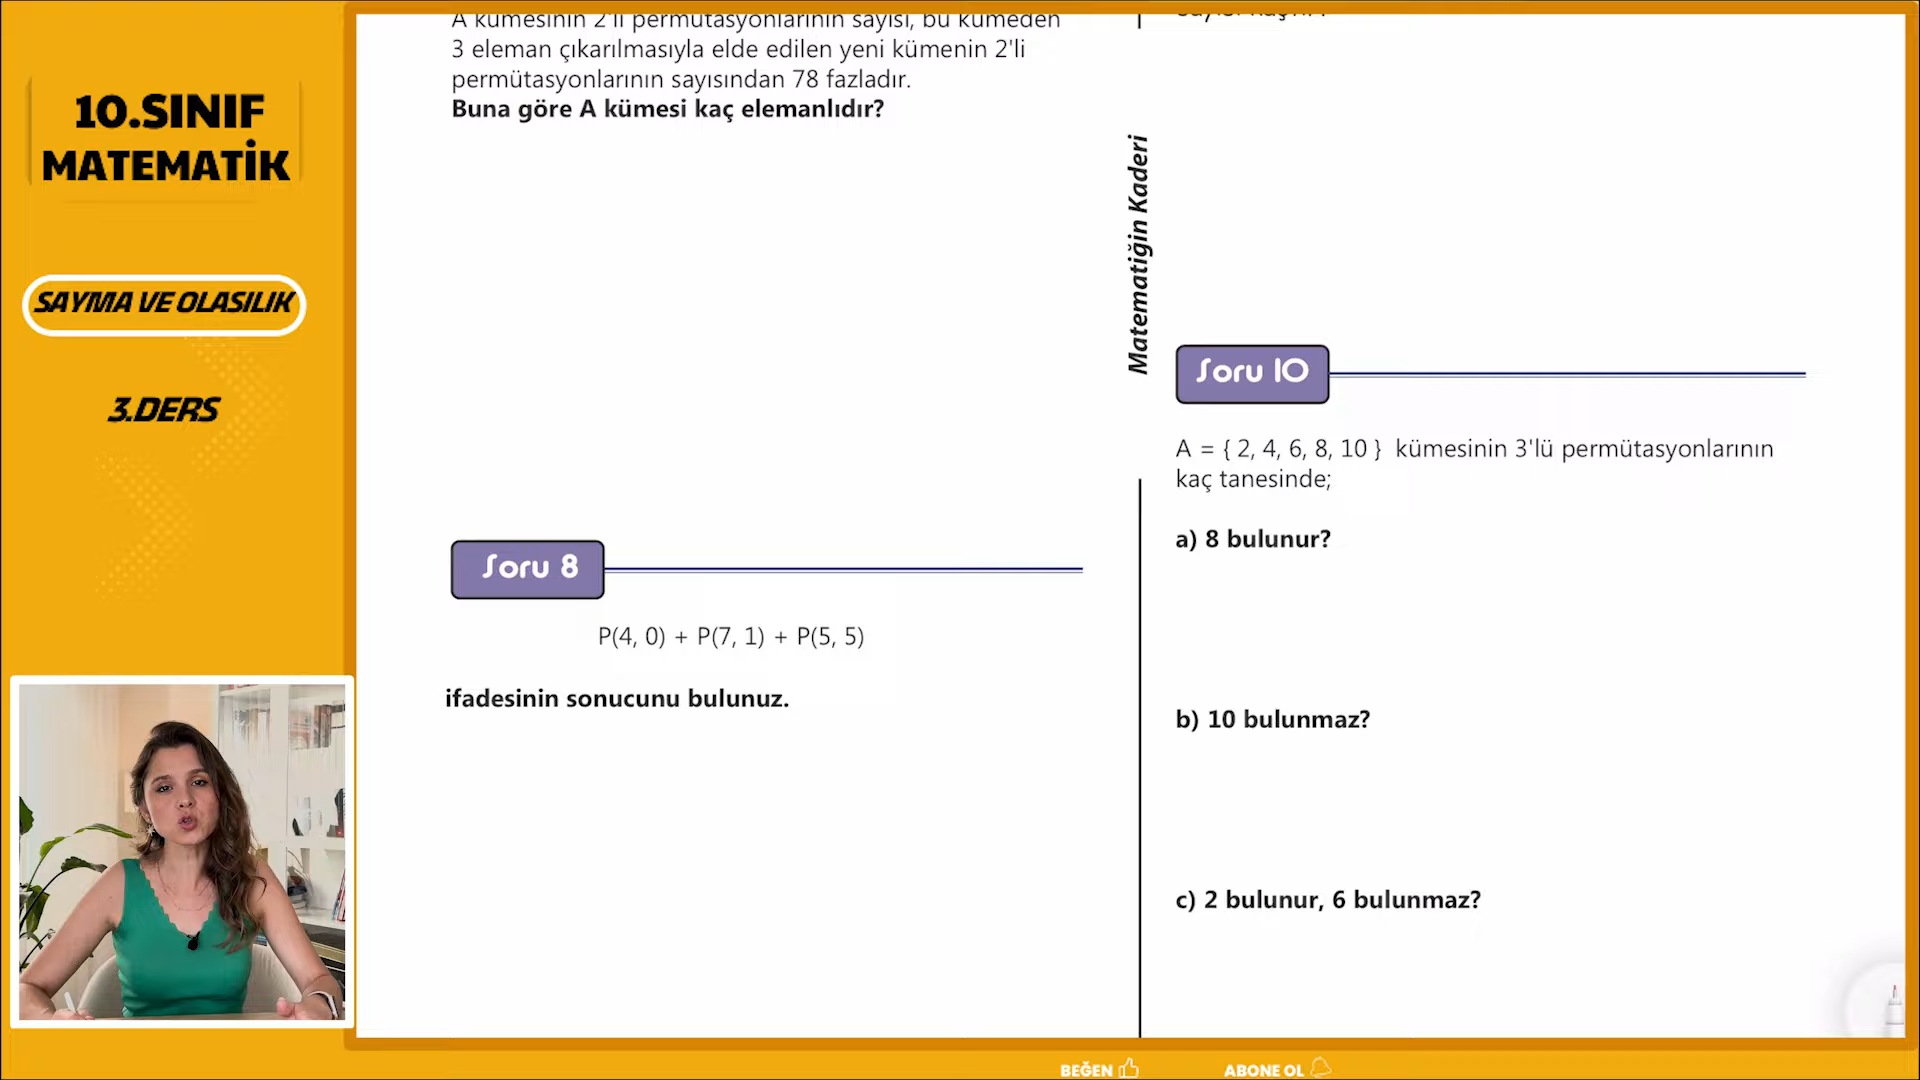 10.SINIF
MATEMATİK
SAYMA VE OLASILIK
3.DERS
A kümesinin 2'li permütasyonlarının sayısı, bu kümeden
3 eleman çıkarılmasıyla elde edilen yeni kümenin 2'li
permütasyonlarının sayısından 78 fazladır.
Buna göre A kümesi kaç elemanlıdır?
Soru 8
P(4, 0) + P(7, 1) + P(5, 5)
ifadesinin sonucunu bulunuz.
Matematiğin Kaderi
Soru 10
A = { 2, 4, 6, 8, 10 } kümesinin 3'lü permütasyonlarının
kaç tanesinde;
a) 8 bulunur?
b) 10 bulunmaz?
c) 2 bulunur, 6 bulunmaz?
BEĞEN
ABONE OL